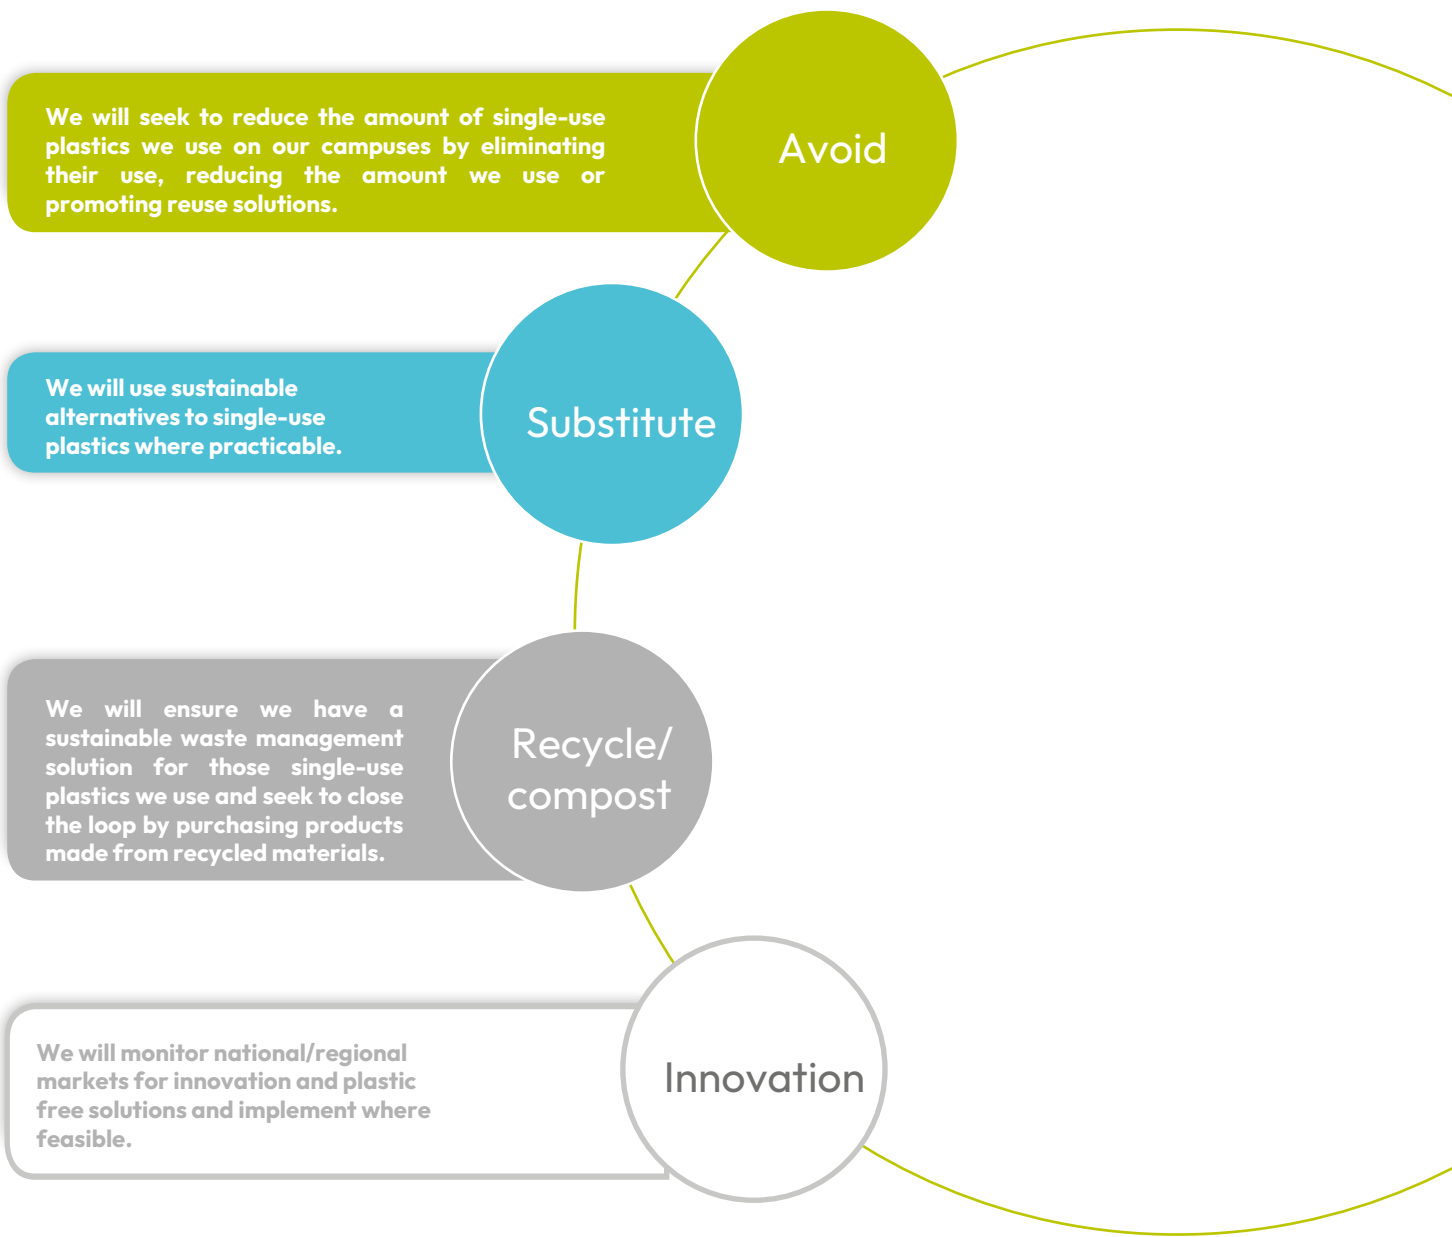 We will seek to reduce the amount of single-use
plastics we use on our campuses by eliminating
their use, reducing the amount we use or
promoting reuse solutions.
Avoid
We will use sustainable
alternatives to single-use
plastics where practicable.
Substitute
We will ensure we have a
sustainable waste management
solution for those single-use
plastics we use and seek to close
the loop by purchasing products
made from recycled materials.
Recycle/
compost
We will monitor national/regional
markets for innovation and plastic
free solutions and implement where
feasible.
Innovation